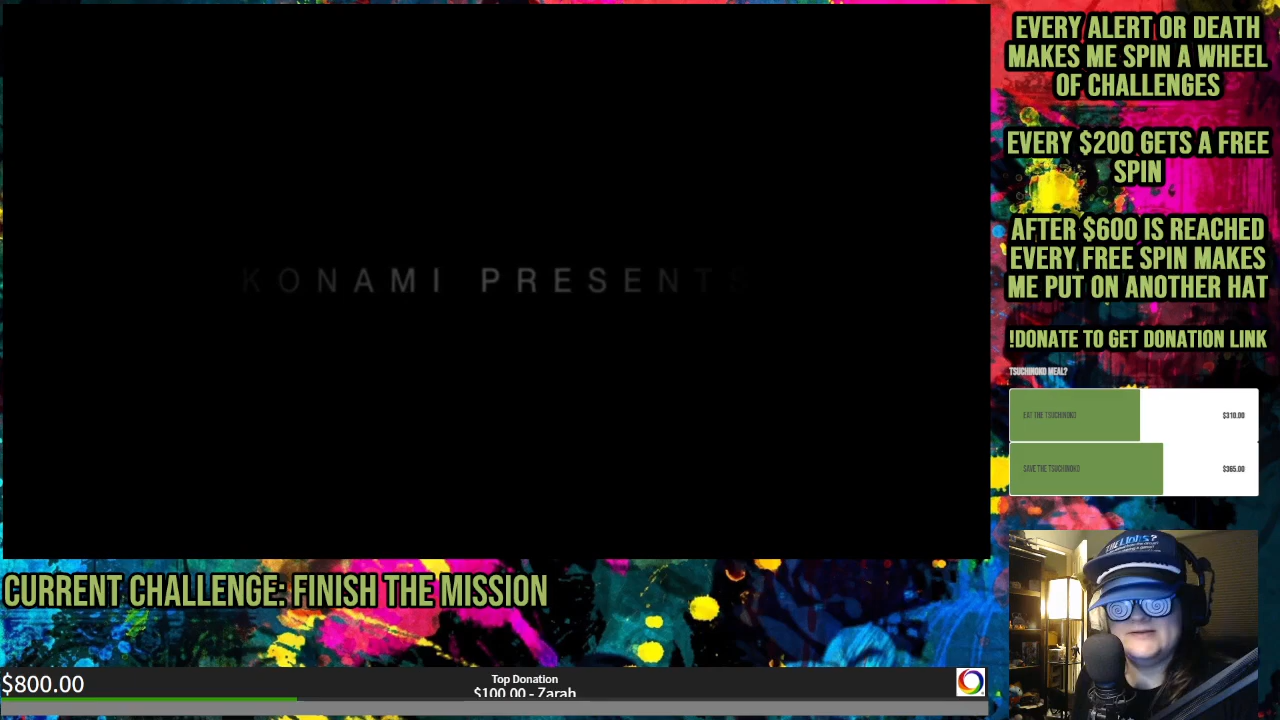 KONAMI PRESENTS
EVERY ALERT OR DEATH
MAKES ME SPIN A WHEEL
OF CHALLENGES
EVERY $200 GETS A FREE
SPIN
AFTER $600 IS REACHED
EVERY FREE SPIN MAKES
ME PUT ON ANOTHER HAT
!DONATE TO GET DONATION LINK
TSUCHINOKO MEAL?
EAT THE TSUCHINOKO $310.00
SAVE THE TSUCHINOKO $365.00
CURRENT CHALLENGE: FINISH THE MISSION
$800.00
Top Donation
$100.00 - Zarah
THE LIONS?